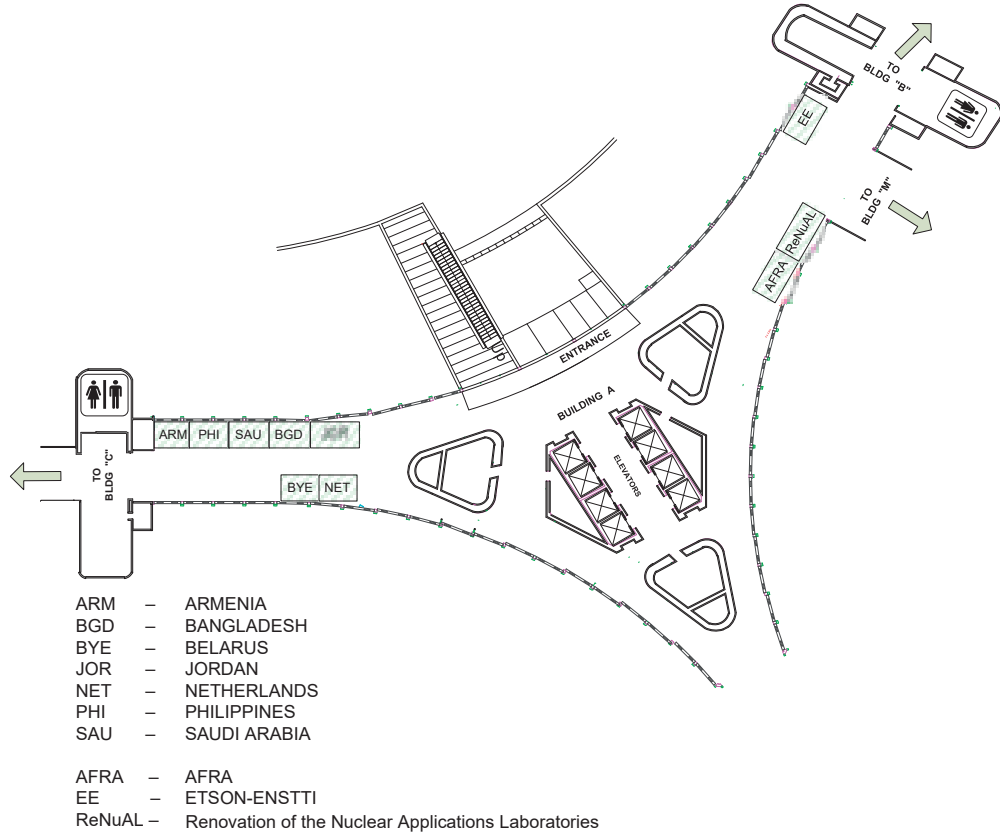 TO
BLDG "B"
EE
TO
BLDG "M"
ReNuAL
AFRA
ENTRANCE
BUILDING A
ELEVATORS
ARM PHI SAU BGD
TO
BLDG "C"
BYE NET
ARM – ARMENIA
BGD – BANGLADESH
BYE – BELARUS
JOR – JORDAN
NET – NETHERLANDS
PHI – PHILIPPINES
SAU – SAUDI ARABIA
AFRA – AFRA
EE – ETSON-ENSTTI
ReNuAL – Renovation of the Nuclear Applications Laboratories